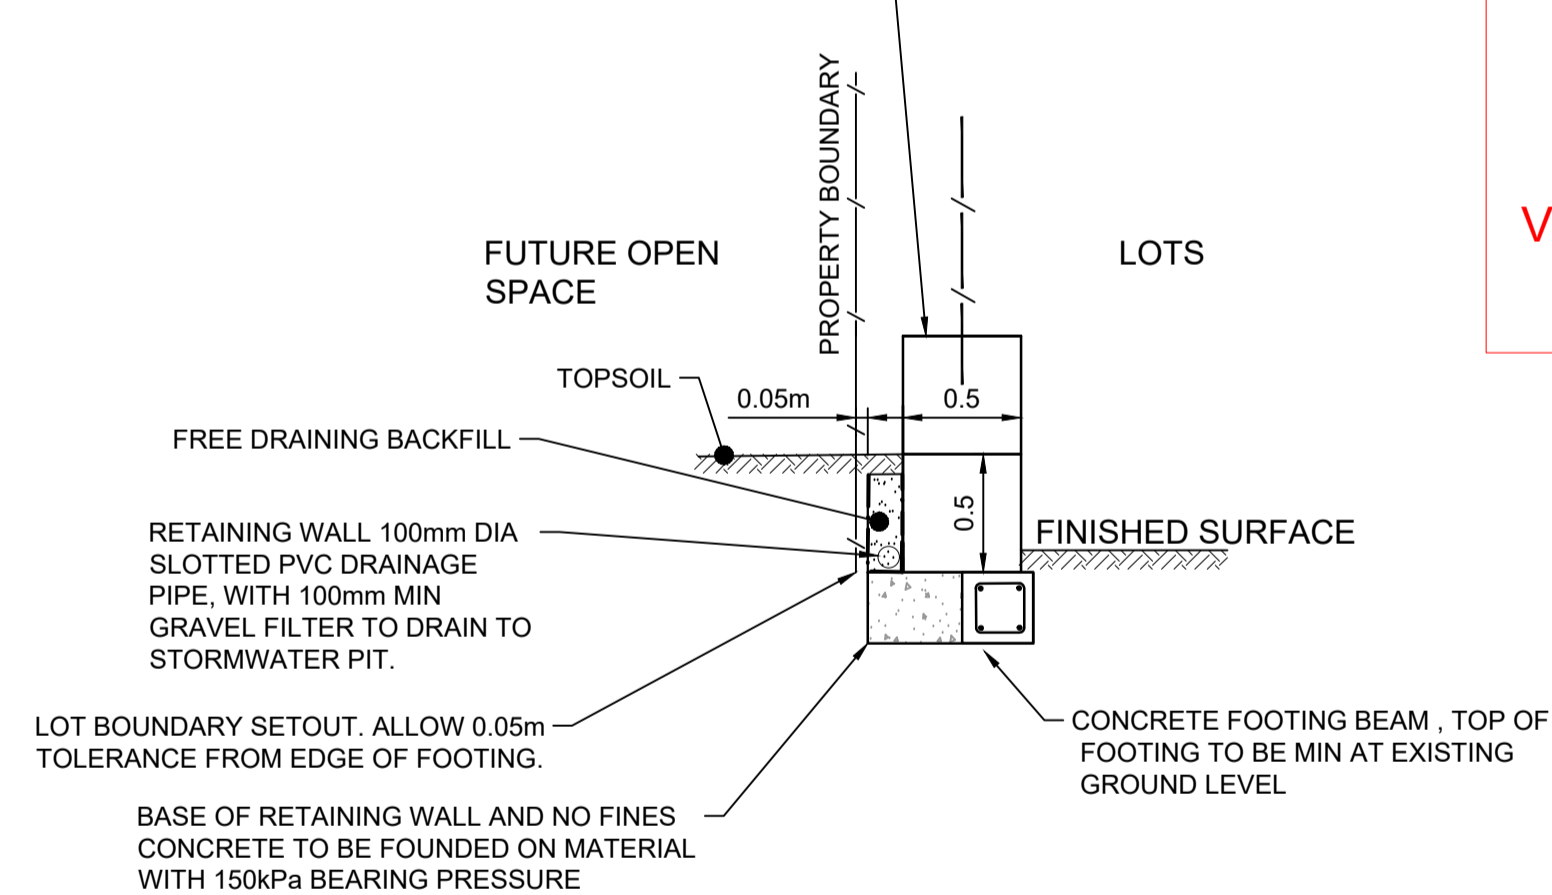 PROPERTY BOUNDARY
FUTURE OPEN
SPACE
LOTS
V
TOPSOIL
0.05m
0.5
FREE DRAINING BACKFILL
0.5
RETAINING WALL 100mm DIA
SLOTTED PVC DRAINAGE
PIPE, WITH 100mm MIN
GRAVEL FILTER TO DRAIN TO
STORMWATER PIT.
FINISHED SURFACE
LOT BOUNDARY SETOUT. ALLOW 0.05m
TOLERANCE FROM EDGE OF FOOTING.
CONCRETE FOOTING BEAM , TOP OF
FOOTING TO BE MIN AT EXISTING
GROUND LEVEL
BASE OF RETAINING WALL AND NO FINES
CONCRETE TO BE FOUNDED ON MATERIAL
WITH 150kPa BEARING PRESSURE